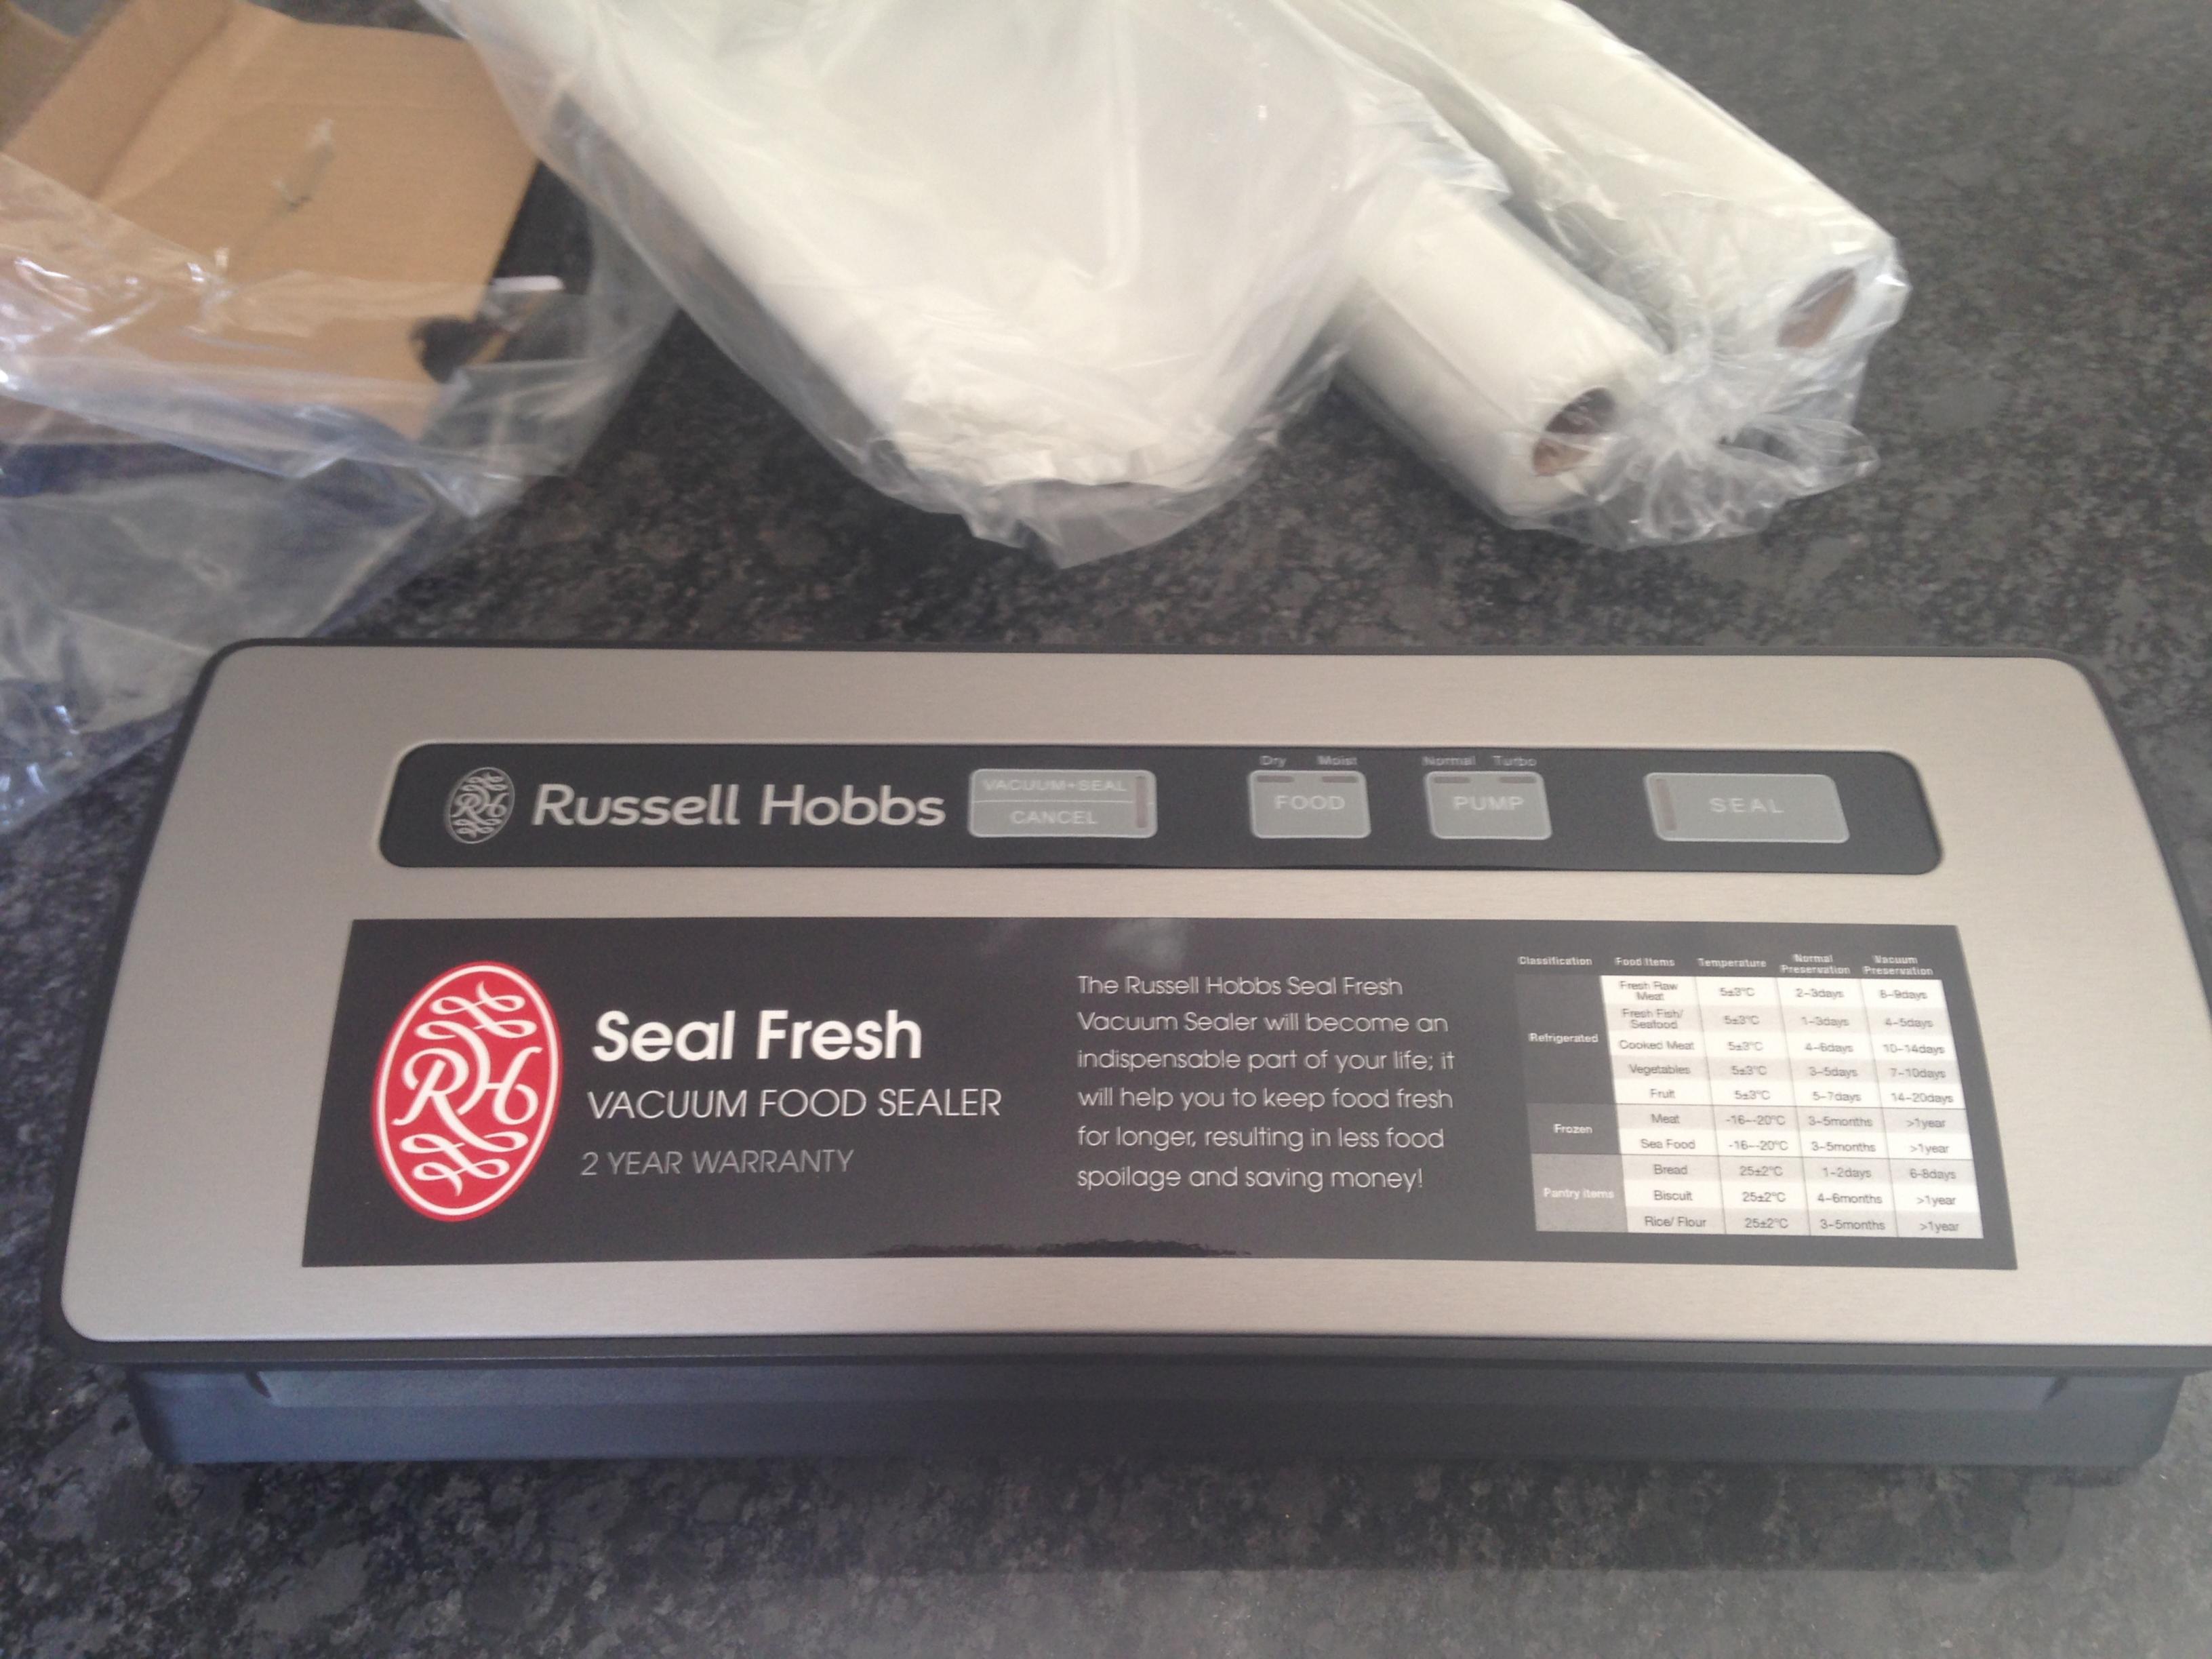 Russell Hobbs
VACUUM+SEAL
CANCEL
Dry Moist
FOOD
Normal Turbo
PUMP
SEAL
RH
Seal Fresh
VACUUM FOOD SEALER
2 YEAR WARRANTY
The Russell Hobbs Seal Fresh
Vacuum Sealer will become an
indispensable part of your life; it
will help you to keep food fresh
for longer, resulting in less food
spoilage and saving money!
Classification Food Items Temperature Normal Preservation Vacuum Preservation
Refrigerated
Fresh Raw Meat 5±3°C 2-3days 6-9days
Fresh Fish/ Seafood 5±3°C 1-3days 4-5days
Cooked Meat 5±3°C 4-6days 10-14days
Vegetables 5±3°C 3-5days 7-10days
Fruit 5±3°C 5-7days 14-20days
Frozen
Meat -16--20°C 3-5months >1year
Sea Food -16--20°C 3-5months >1year
Pantry items
Bread 25±2°C 1-2days 6-8days
Biscuit 25±2°C 4-6months >1year
Rice/ Flour 25±2°C 3-5months >1year